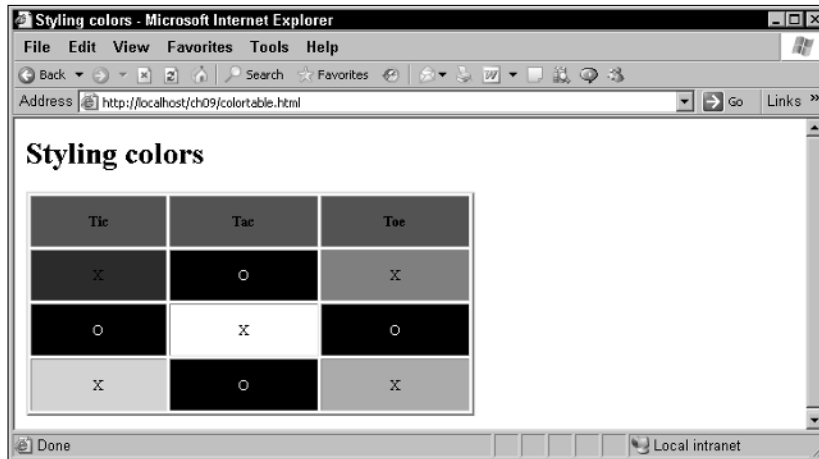 Styling colors - Microsoft Internet Explorer
File Edit View Favorites Tools Help
Back Search Favorites
Address http://localhost/ch09/colortable.html Go Links »
Styling colors
Tic Tac Toe
X O X
O X O
X O X
Done Local intranet